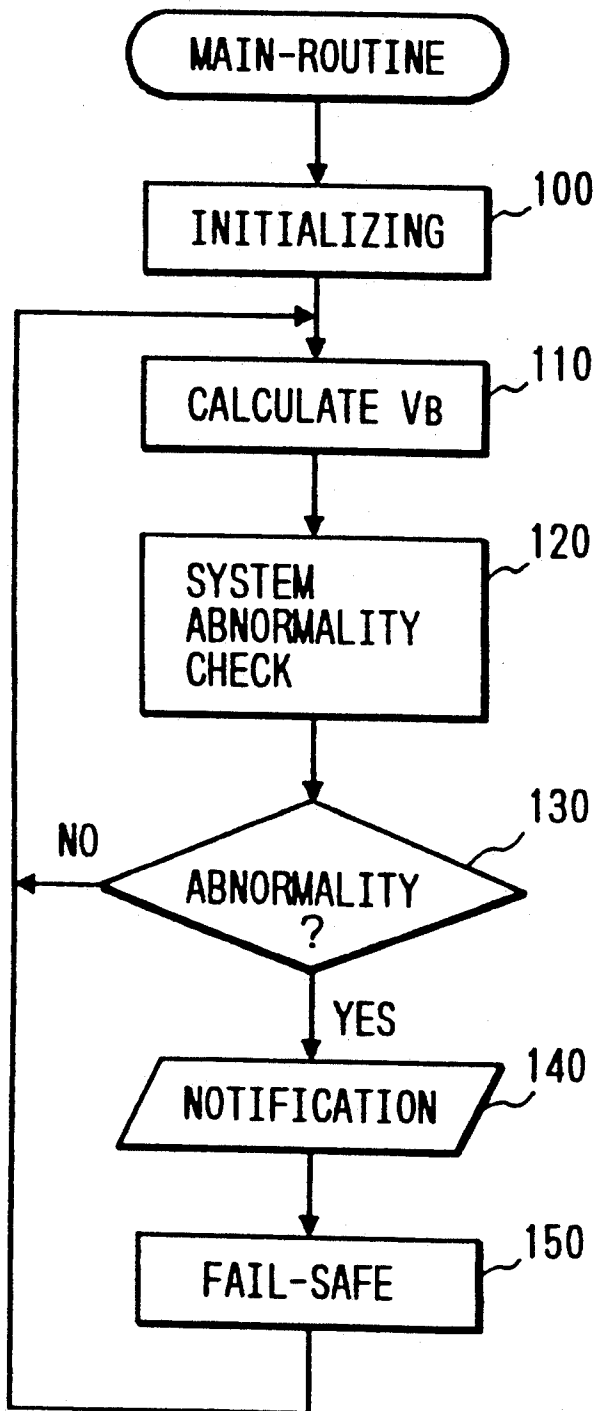 MAIN-ROUTINE
100
INITIALIZING
110
CALCULATE VB
120
SYSTEM
ABNORMALITY
CHECK
130
NO
ABNORMALITY
?
YES
140
NOTIFICATION
150
FAIL-SAFE